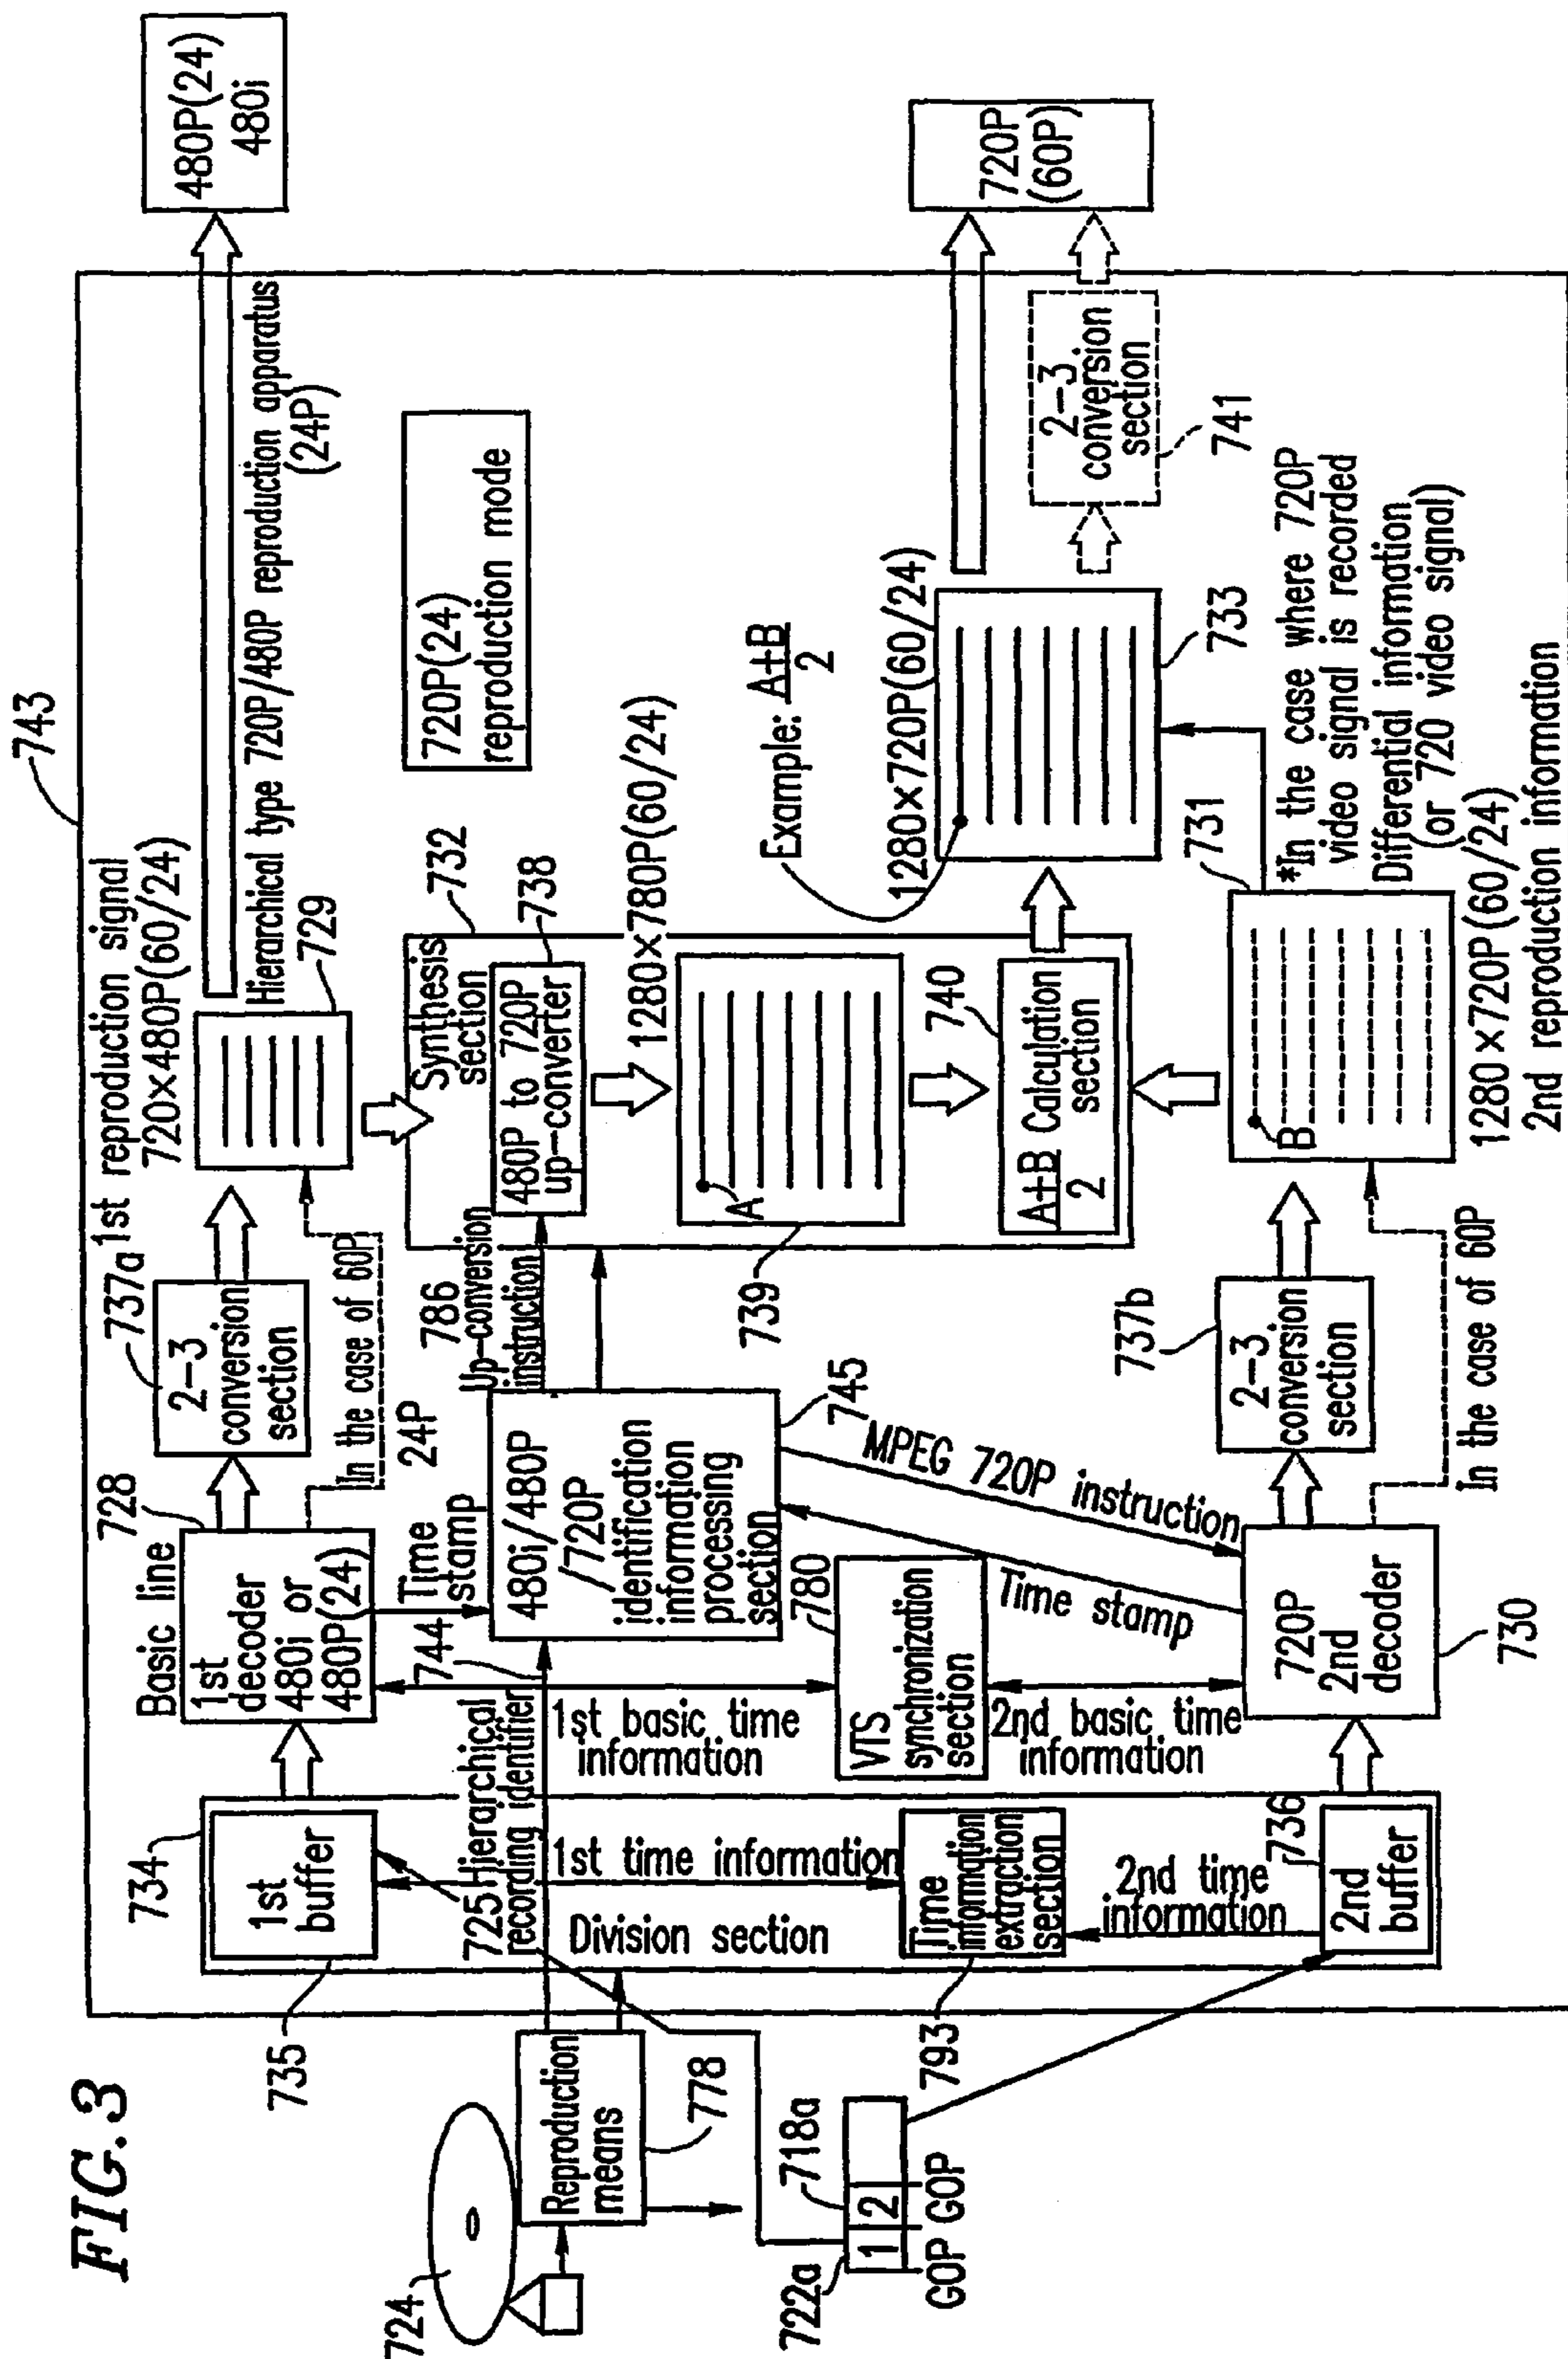 FIG.3
743
724
Reproduction
means
778
722a
718a
1
2
GOP GOP
734
735
1st
buffer
725 Hierarchical
recording identifier
744
1st time information
Division section
Time
information
extraction
section
793
2nd time
information
736
2nd
buffer
Basic line
728
1st
decoder
480i or
480P(24)
Time
stamp
24P
1st basic time
information
VTS
synchronization
section
780
2nd basic time
information
720P
2nd
decoder
730
480i/480P
/720P
identification
information
processing
section
745
MPEG 720P instruction
Time stamp
786
Up-conversion
instruction
737a
2-3
conversion
section
In the case of 60P
737b
2-3
conversion
section
In the case of 60P
1st reproduction signal
720×480P(60/24)
729
Hierarchical type 720P/480P reproduction apparatus
(24P)
480P(24)
480i
720P(24)
reproduction mode
732
Synthesis
section
738
480P to 720P
up-converter
1280×780P(60/24)
A
739
740
A+B
2
Calculation
section
Example: A+B
2
1280×720P(60/24)
733
2-3
conversion
section
741
720P
(60P)
731
B
*In the case where 720P
video signal is recorded
Differential information
(or 720 video signal)
1280×720P(60/24)
2nd reproduction information